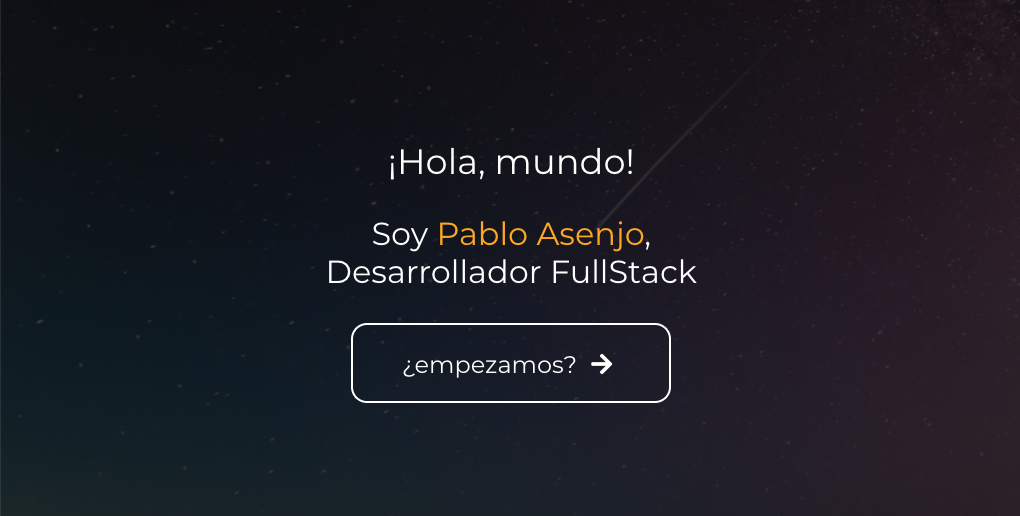 ¡Hola, mundo!
Soy Pablo Asenjo,
Desarrollador FullStack
¿empezamos?